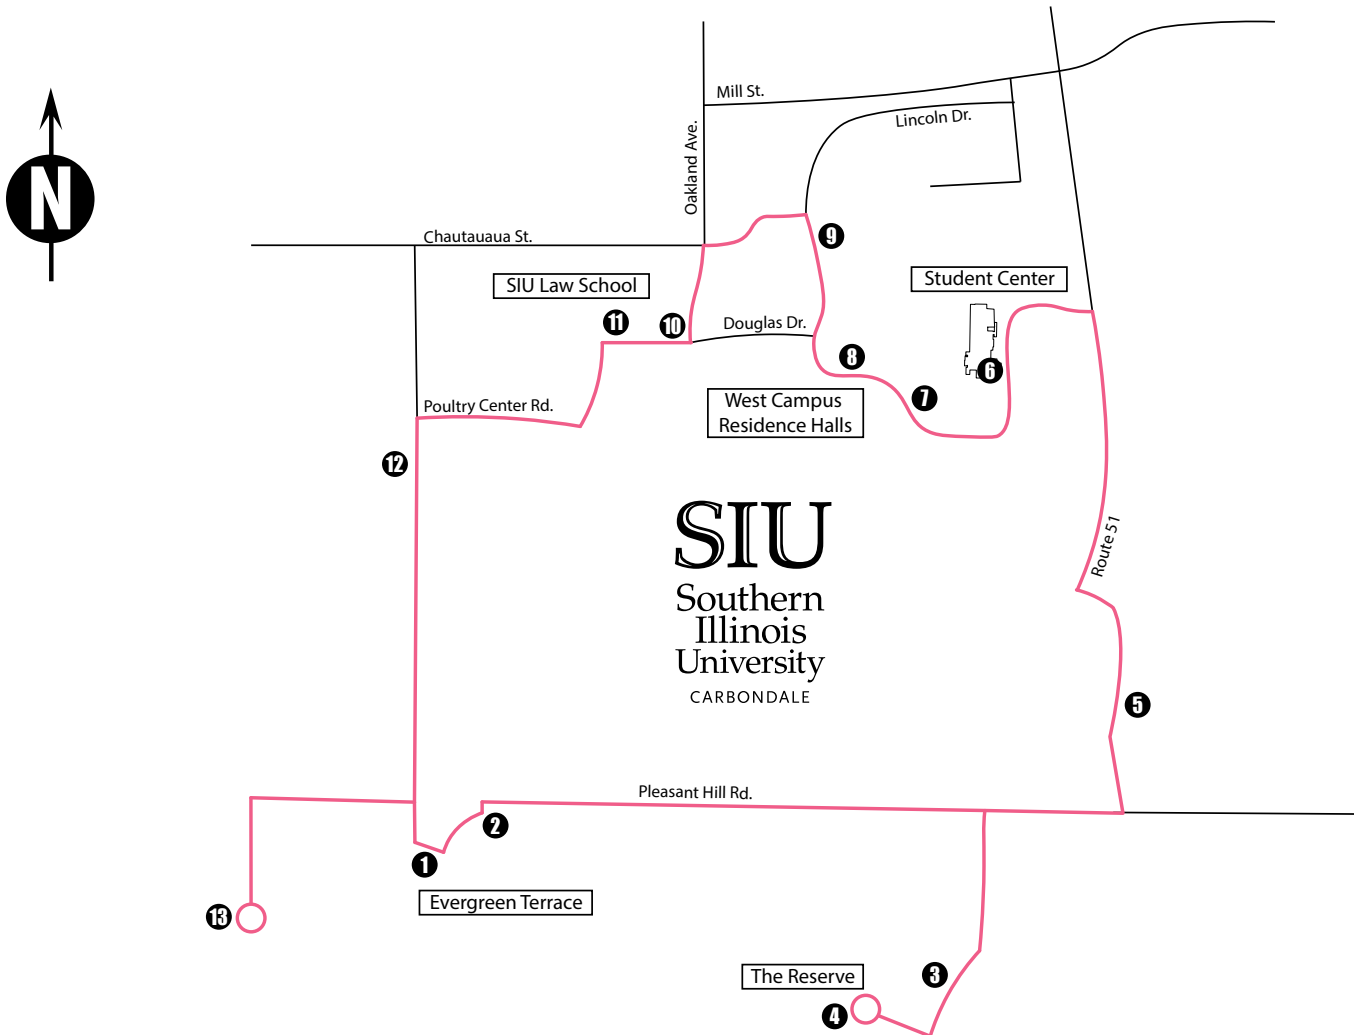 Mill St.
Lincoln Dr.
Oakland Ave.
N
Chautauaua St.
9
SIU Law School
Student Center
11
10
Douglas Dr.
8
6
7
West Campus
Residence Halls
Poultry Center Rd.
12
SIU
Southern
Illinois
University
CARBONDALE
Route 51
5
Pleasant Hill Rd.
2
1
Evergreen Terrace
13
The Reserve
3
4